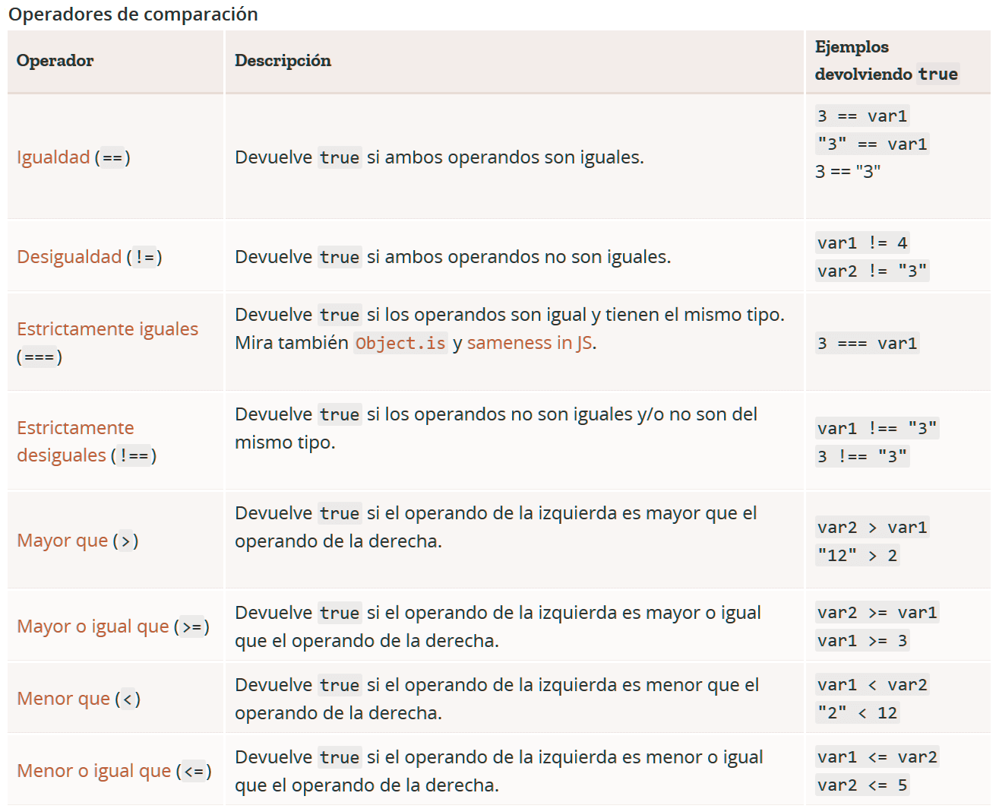 Operadores de comparación
Operador
Descripción
Ejemplos
devolviendo true
Igualdad (==)
Devuelve true si ambos operandos son iguales.
3 == var1
"3" == var1
3 == "3"
Desigualdad (!=)
Devuelve true si ambos operandos no son iguales.
var1 != 4
var2 != "3"
Estrictamente iguales
(===)
Devuelve true si los operandos son igual y tienen el mismo tipo.
Mira también Object.is y sameness in JS.
3 === var1
Estrictamente
desiguales (!==)
Devuelve true si los operandos no son iguales y/o no son del
mismo tipo.
var1 !== "3"
3 !== "3"
Mayor que (>)
Devuelve true si el operando de la izquierda es mayor que el
operando de la derecha.
var2 > var1
"12" > 2
Mayor o igual que (>=)
Devuelve true si el operando de la izquierda es mayor o igual
que el operando de la derecha.
var2 >= var1
var1 >= 3
Menor que (<)
Devuelve true si el operando de la izquierda es menor que el
operando de la derecha.
var1 < var2
"2" < 12
Menor o igual que (<=)
Devuelve true si el operando de la izquierda es menor o igual
que el operando de la derecha.
var1 <= var2
var2 <= 5